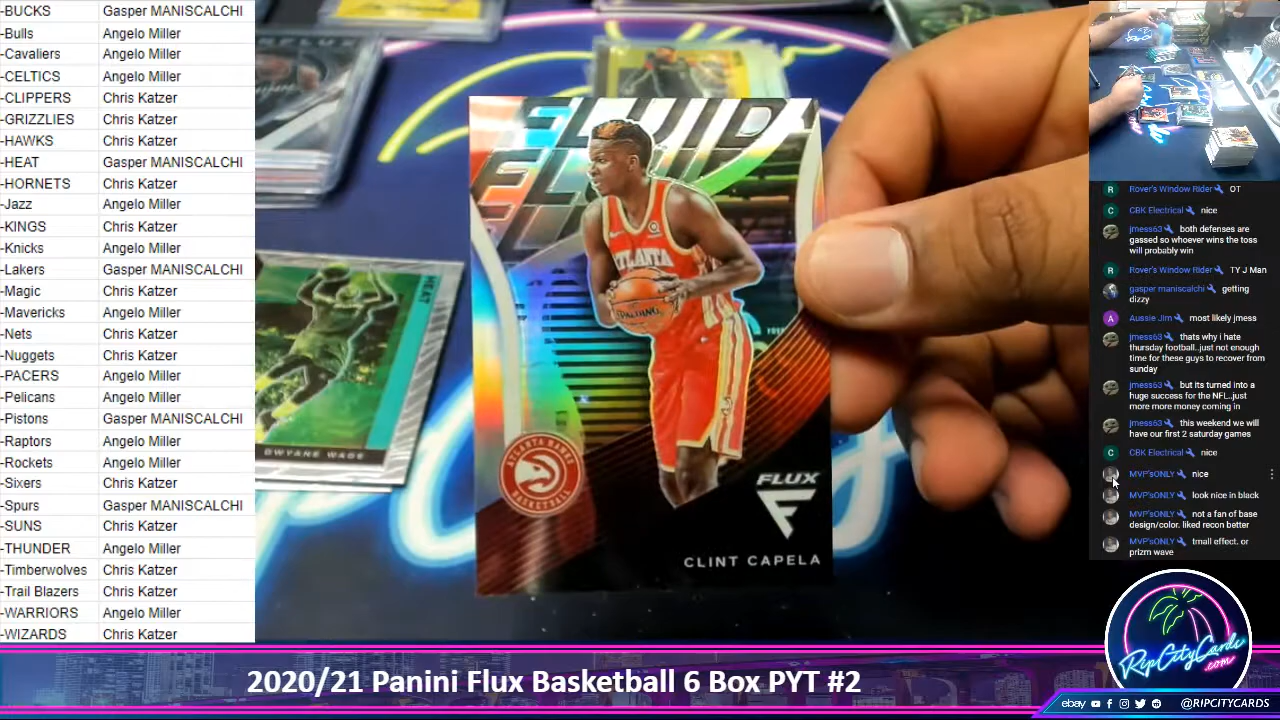 -BUCKS Gasper MANISCALCHI
-Bulls Angelo Miller
-Cavaliers Angelo Miller
-CELTICS Angelo Miller
-CLIPPERS Chris Katzer
-GRIZZLIES Chris Katzer
-HAWKS Chris Katzer
-HEAT Gasper MANISCALCHI
-HORNETS Chris Katzer
-Jazz Angelo Miller
-KINGS Chris Katzer
-Knicks Angelo Miller
-Lakers Gasper MANISCALCHI
-Magic Chris Katzer
-Mavericks Angelo Miller
-Nets Chris Katzer
-Nuggets Chris Katzer
-PACERS Angelo Miller
-Pelicans Angelo Miller
-Pistons Gasper MANISCALCHI
-Raptors Angelo Miller
-Rockets Angelo Miller
-Sixers Chris Katzer
-Spurs Gasper MANISCALCHI
-SUNS Chris Katzer
-THUNDER Angelo Miller
-Timberwolves Chris Katzer
-Trail Blazers Chris Katzer
-WARRIORS Angelo Miller
-WIZARDS Chris Katzer
FLUX
HEAT
DWYANE WADE
FLUID
FLUID
ATLANTA
SPALDING
ATLANTA HAWKS
BASKETBALL
FLUX
CLINT CAPELA
R Rover's Window Rider OT
C CBK Electrical nice
jmess63 both defenses are
gassed so whoever wins the toss
will probably win
R Rover's Window Rider TY J Man
gasper maniscalchi getting
dizzy
A Aussie Jim most likely jmess
jmess63 thats why i hate
thursday football..just not enough
time for these guys to recover from
sunday
jmess63 but its turned into a
huge success for the NFL..just
more more money coming in
jmess63 this weekend we will
have our first 2 saturday games
C CBK Electrical nice
MVP'sONLY nice
MVP'sONLY look nice in black
MVP'sONLY not a fan of base
design/color. liked recon better
MVP'sONLY tmall effect. or
prizm wave
RipCityCards
.com
2020/21 Panini Flux Basketball 6 Box PYT #2
ebay @RIPCITYCARDS